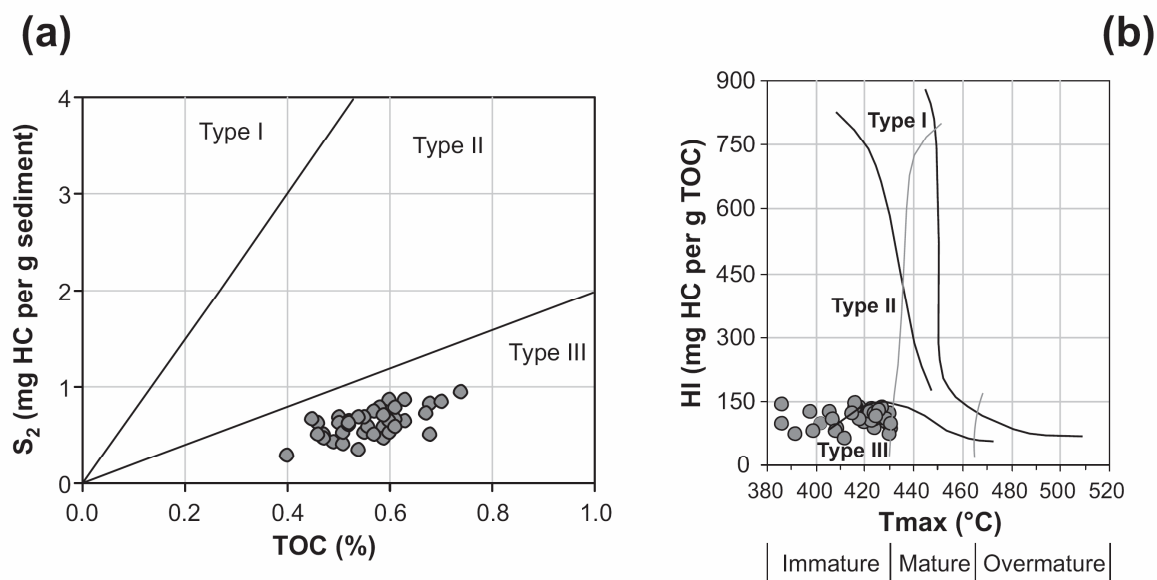 (a)
(b)
4
3
2
1
0
S2 (mg HC per g sediment)
Type I
Type II
Type III
0.0 0.2 0.4 0.6 0.8 1.0
TOC (%)
900
750
600
450
300
150
0
HI (mg HC per g TOC)
Type I
Type II
Type III
380 400 420 440 460 480 500 520
Tmax (°C)
Immature Mature Overmature